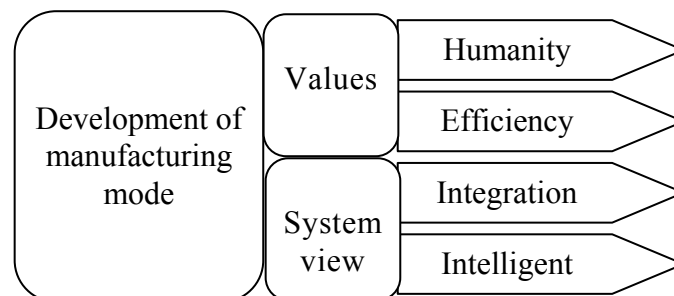 Development of
manufacturing
mode
Values
Humanity
Efficiency
System
view
Integration
Intelligent